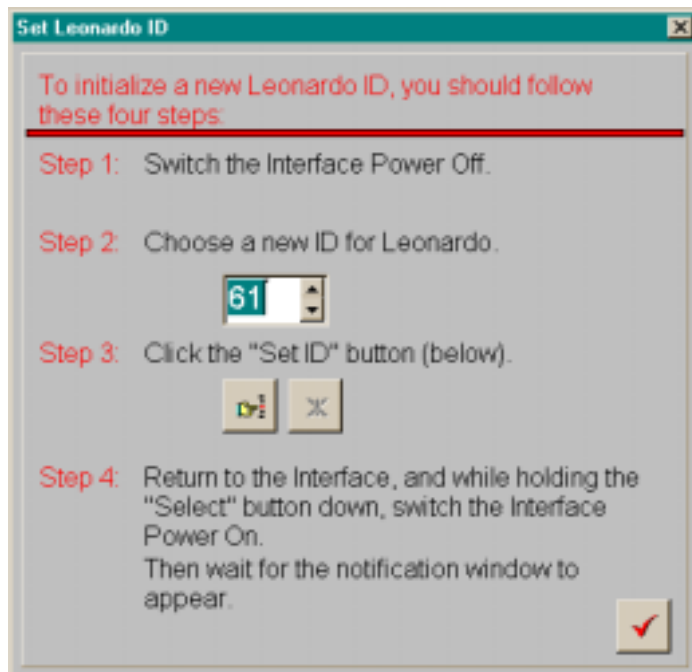 Set Leonardo ID
To initialize a new Leonardo ID, you should follow
these four steps:
Step 1: Switch the Interface Power Off.
Step 2: Choose a new ID for Leonardo.
61
Step 3: Click the "Set ID" button (below).
Step 4: Return to the Interface, and while holding the
"Select" button down, switch the Interface
Power On.
Then wait for the notification window to
appear.